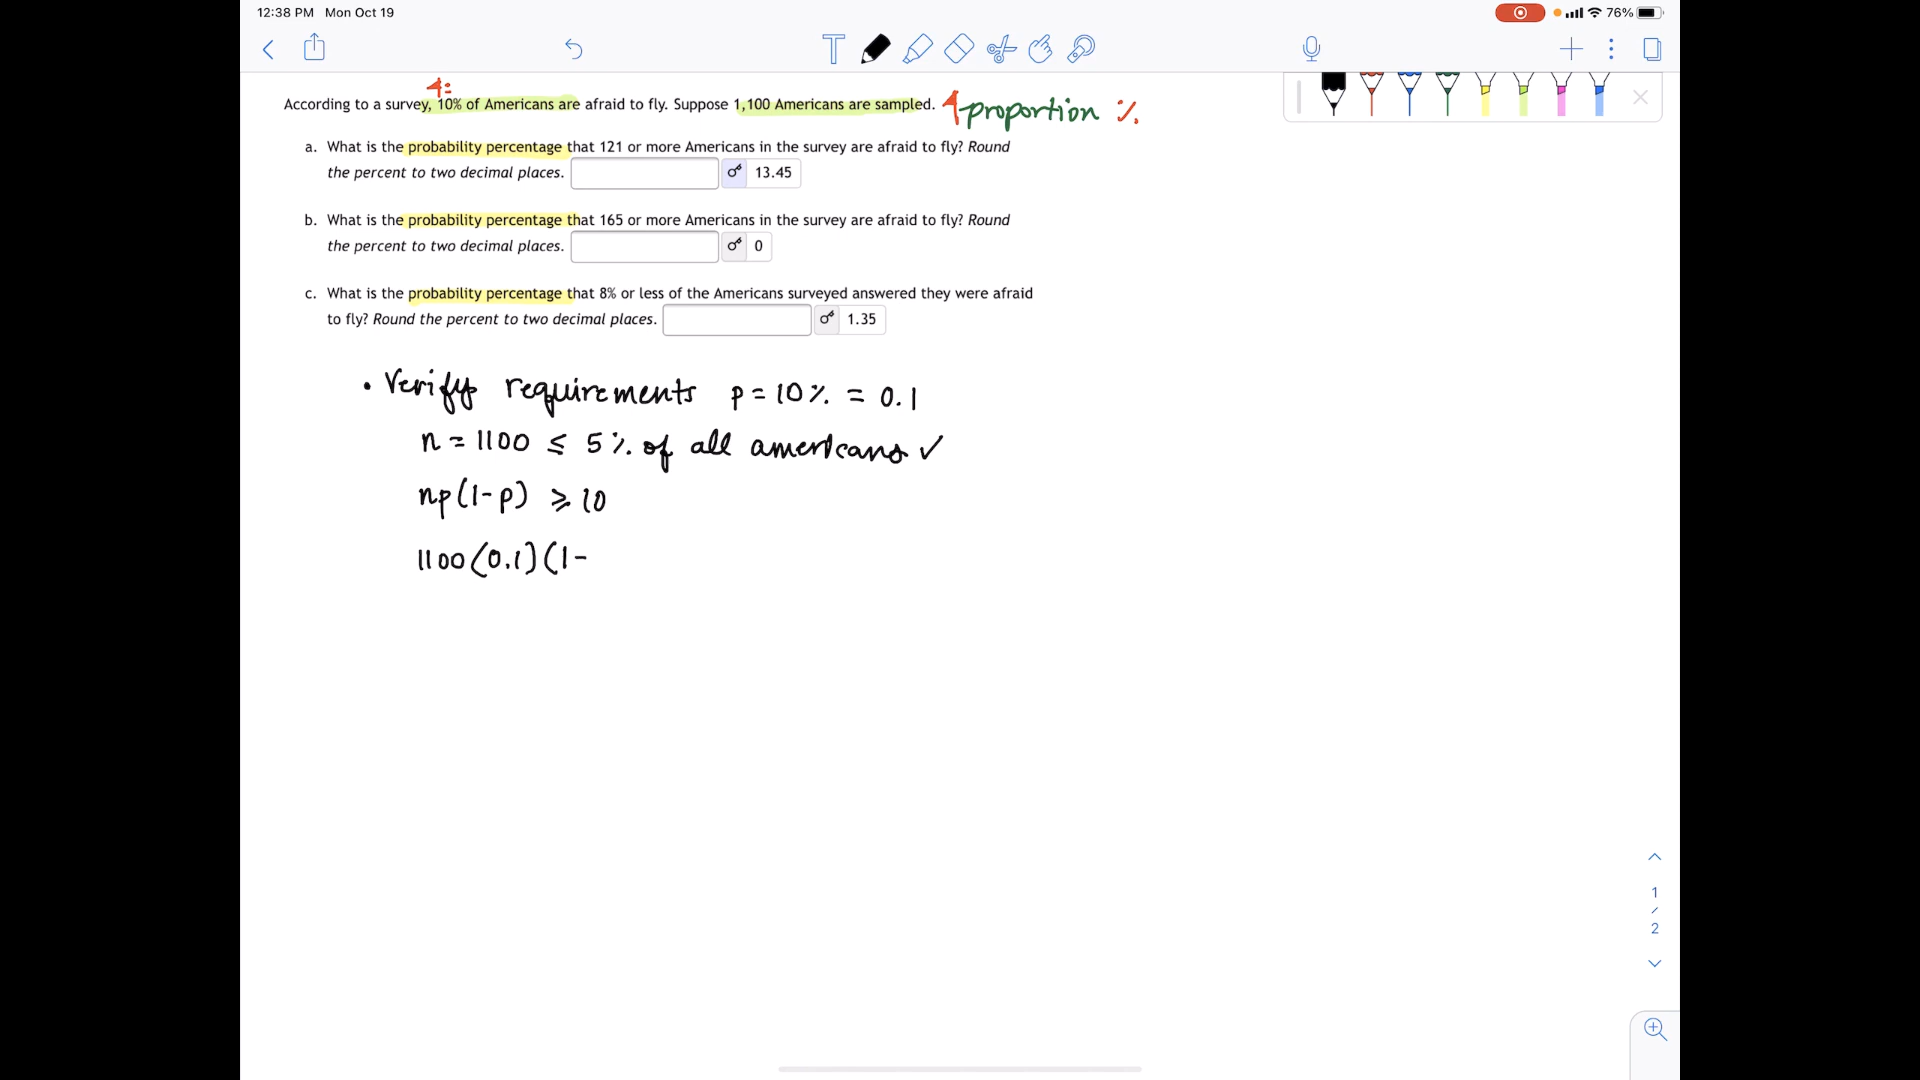 12:38 PM Mon Oct 19
76%
According to a survey, 10% of Americans are afraid to fly. Suppose 1,100 Americans are sampled. proportion %
a. What is the probability percentage that 121 or more Americans in the survey are afraid to fly? Round
the percent to two decimal places. 13.45
b. What is the probability percentage that 165 or more Americans in the survey are afraid to fly? Round
the percent to two decimal places. 0
c. What is the probability percentage that 8% or less of the Americans surveyed answered they were afraid
to fly? Round the percent to two decimal places. 1.35
• Verify requirements p = 10% = 0.1
n = 1100 ≤ 5% of all americans ✓
np(1-p) ≥ 10
1100(0.1)(1-
1
/
2